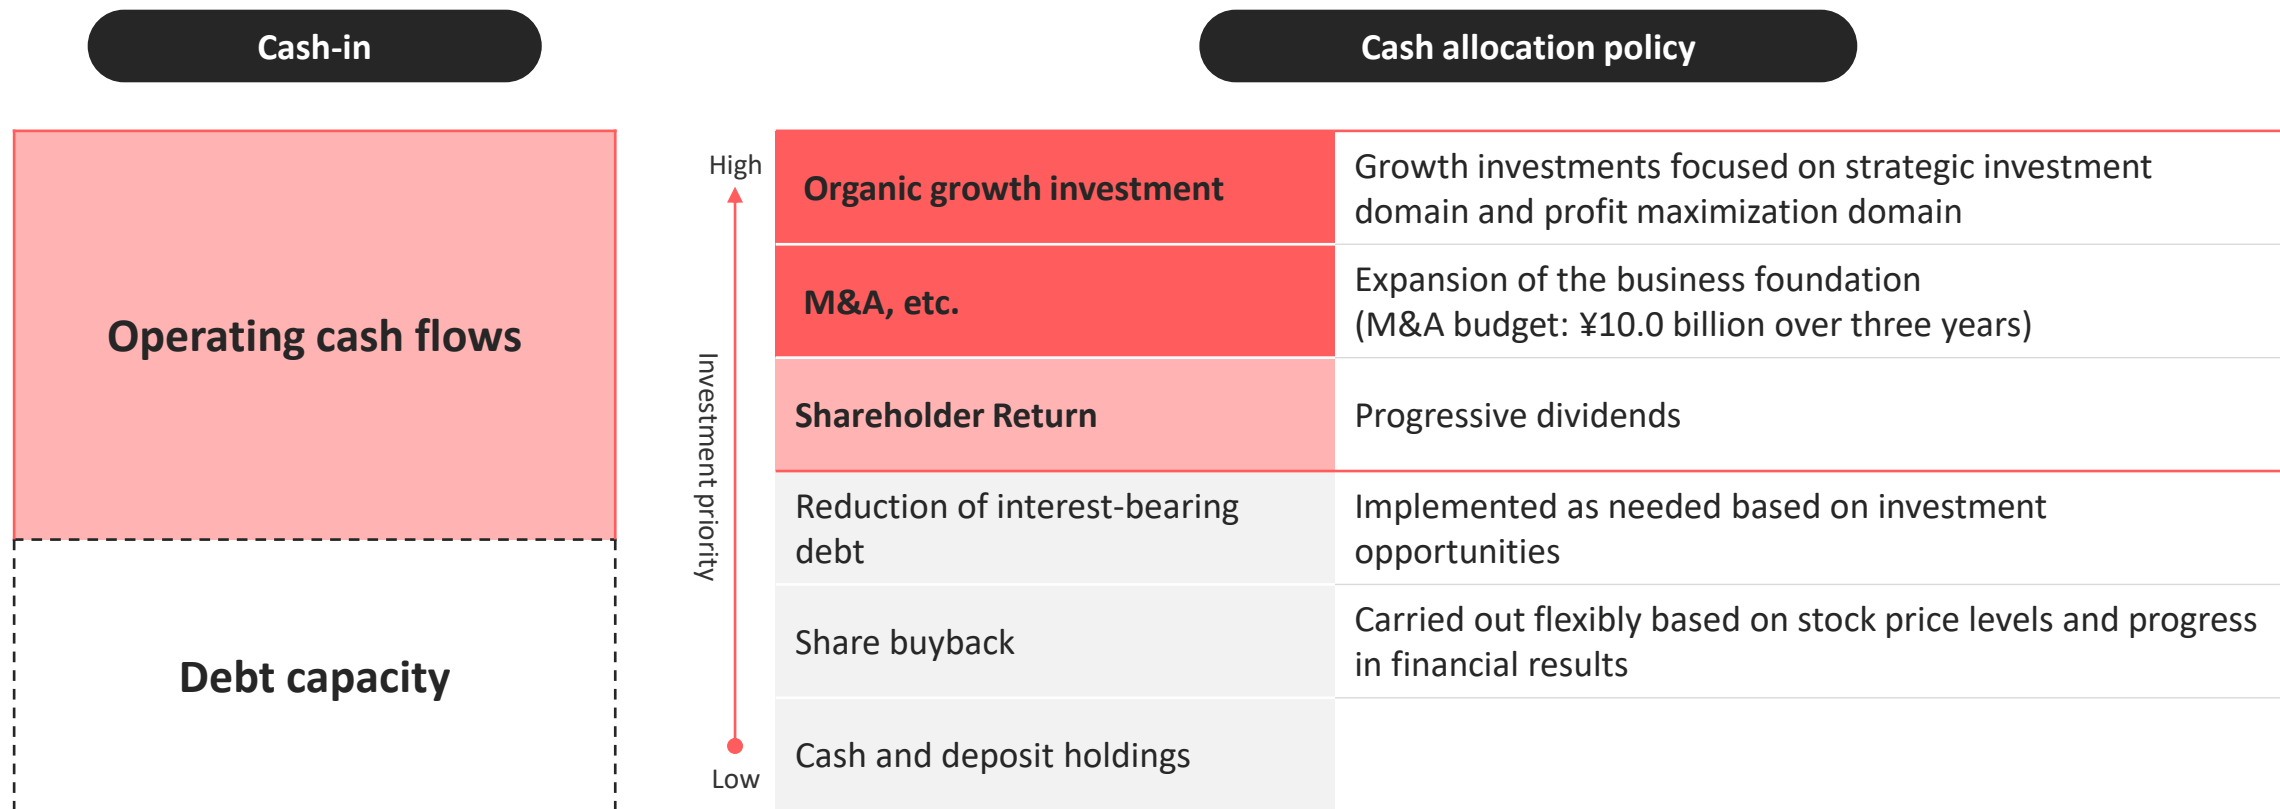 Cash-in
Cash allocation policy
Operating cash flows
Debt capacity
High
Investment priority
Low
Organic growth investment
Growth investments focused on strategic investment
domain and profit maximization domain
M&A, etc.
Expansion of the business foundation
(M&A budget: ¥10.0 billion over three years)
Shareholder Return
Progressive dividends
Reduction of interest-bearing
debt
Implemented as needed based on investment
opportunities
Share buyback
Carried out flexibly based on stock price levels and progress
in financial results
Cash and deposit holdings